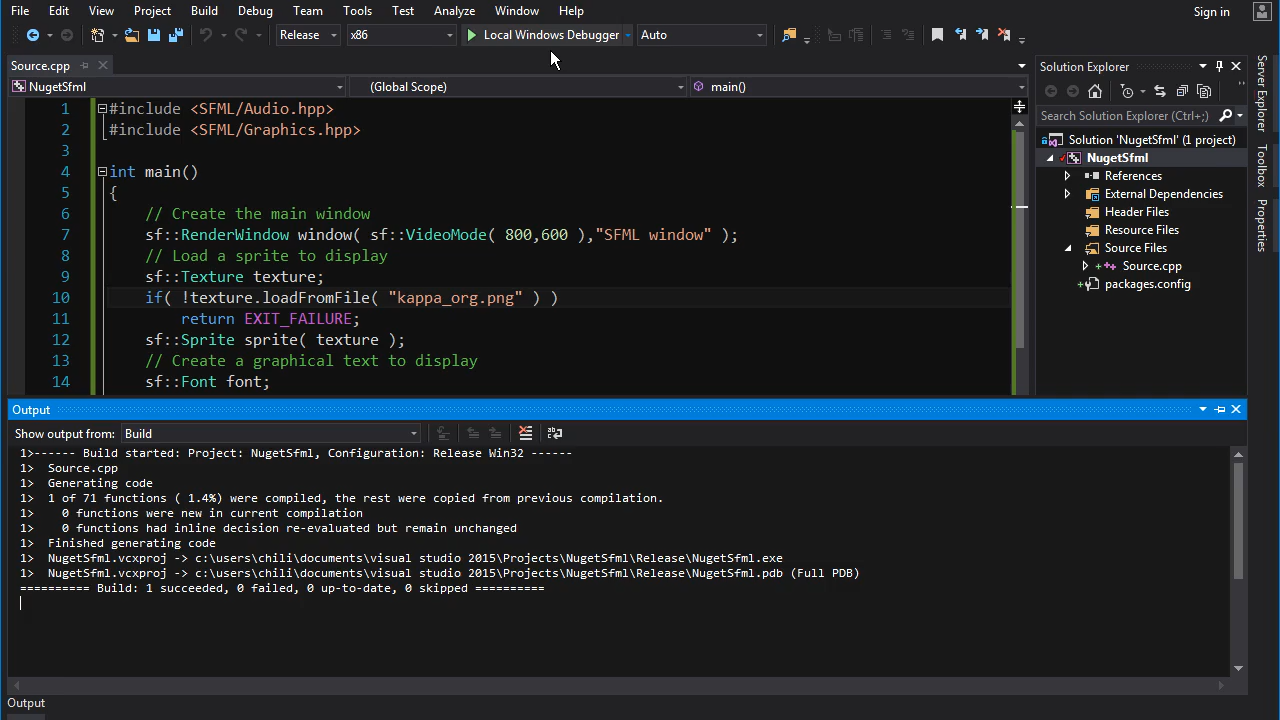 File Edit View Project Build Debug Team Tools Test Analyze Window Help Sign in
Release x86 Local Windows Debugger Auto
Source.cpp
NugetSfml (Global Scope) main()
1 #include <SFML/Audio.hpp>
2 #include <SFML/Graphics.hpp>
3
4 int main()
5 {
6 // Create the main window
7 sf::RenderWindow window( sf::VideoMode( 800,600 ),"SFML window" );
8 // Load a sprite to display
9 sf::Texture texture;
10 if( !texture.loadFromFile( "kappa_org.png" ) )
11 return EXIT_FAILURE;
12 sf::Sprite sprite( texture );
13 // Create a graphical text to display
14 sf::Font font;
Solution Explorer
Search Solution Explorer (Ctrl+;)
Solution 'NugetSfml' (1 project)
NugetSfml
References
External Dependencies
Header Files
Resource Files
Source Files
Source.cpp
packages.config
Server Explorer
Toolbox
Properties
Output
Show output from: Build
1>------ Build started: Project: NugetSfml, Configuration: Release Win32 ------
1> Source.cpp
1> Generating code
1> 1 of 71 functions ( 1.4%) were compiled, the rest were copied from previous compilation.
1> 0 functions were new in current compilation
1> 0 functions had inline decision re-evaluated but remain unchanged
1> Finished generating code
1> NugetSfml.vcxproj -> c:\users\chili\documents\visual studio 2015\Projects\NugetSfml\Release\NugetSfml.exe
1> NugetSfml.vcxproj -> c:\users\chili\documents\visual studio 2015\Projects\NugetSfml\Release\NugetSfml.pdb (Full PDB)
========== Build: 1 succeeded, 0 failed, 0 up-to-date, 0 skipped ==========
Output